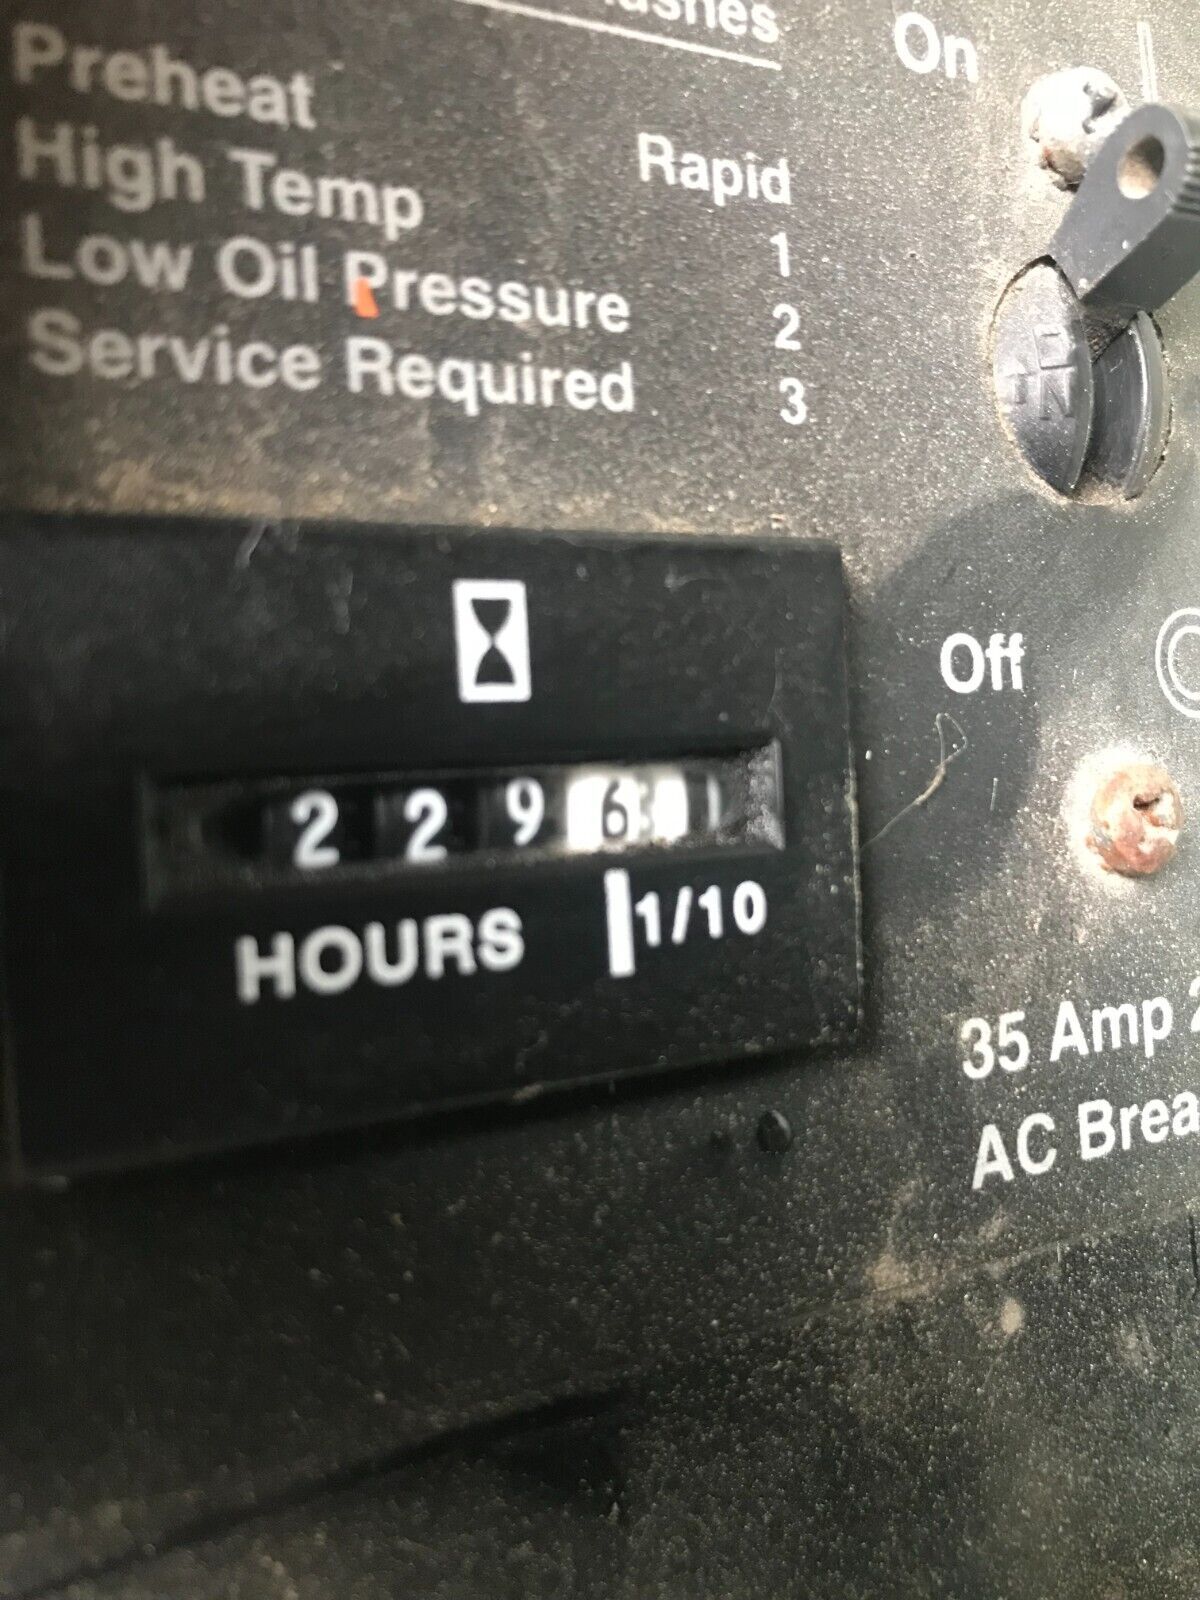 On
Preheat Rapid
High Temp 1
Low Oil Pressure 2
Service Required 3
Off
2 2 9 6
HOURS 1/10
35 Amp
AC